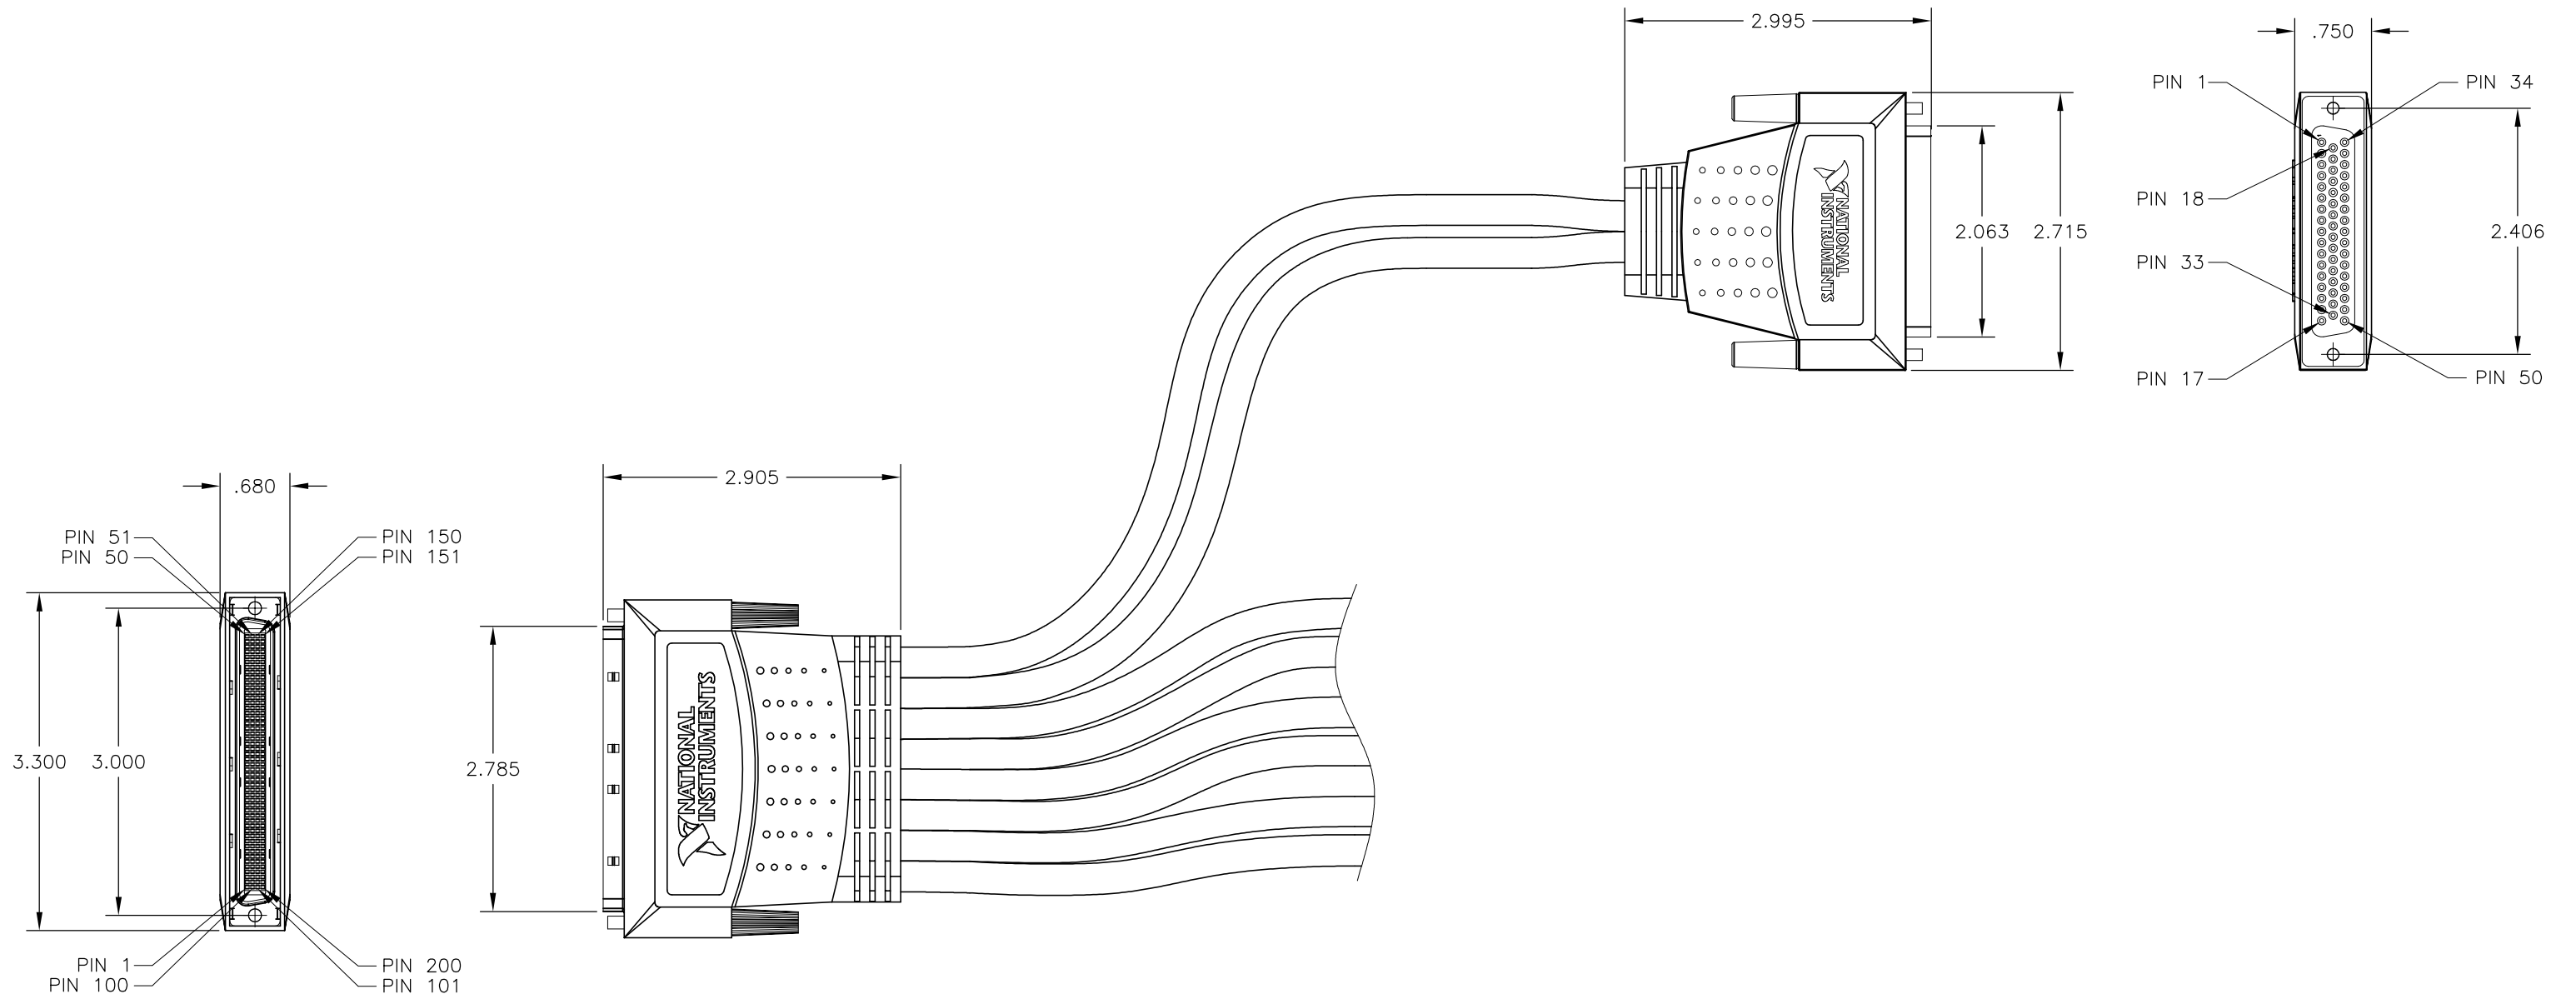 2.995
.750
PIN 1
PIN 34
PIN 18
NATIONAL
INSTRUMENTS
2.063
2.715
2.406
PIN 33
PIN 17
PIN 50
2.905
.680
PIN 51
PIN 150
PIN 50
PIN 151
NATIONAL
INSTRUMENTS
3.300
3.000
2.785
PIN 1
PIN 200
PIN 100
PIN 101